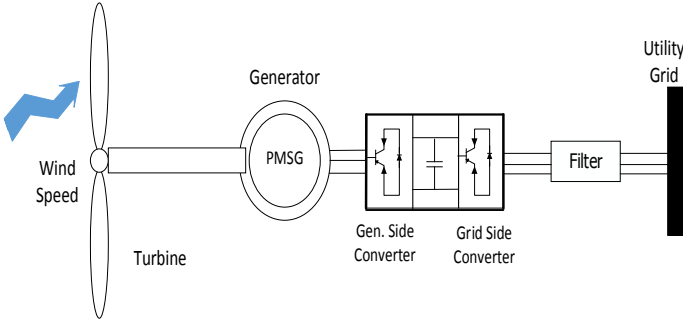 Utility
Grid
Generator
PMSG
Filter
Wind
Speed
Turbine
Gen. Side
Converter
Grid Side
Converter